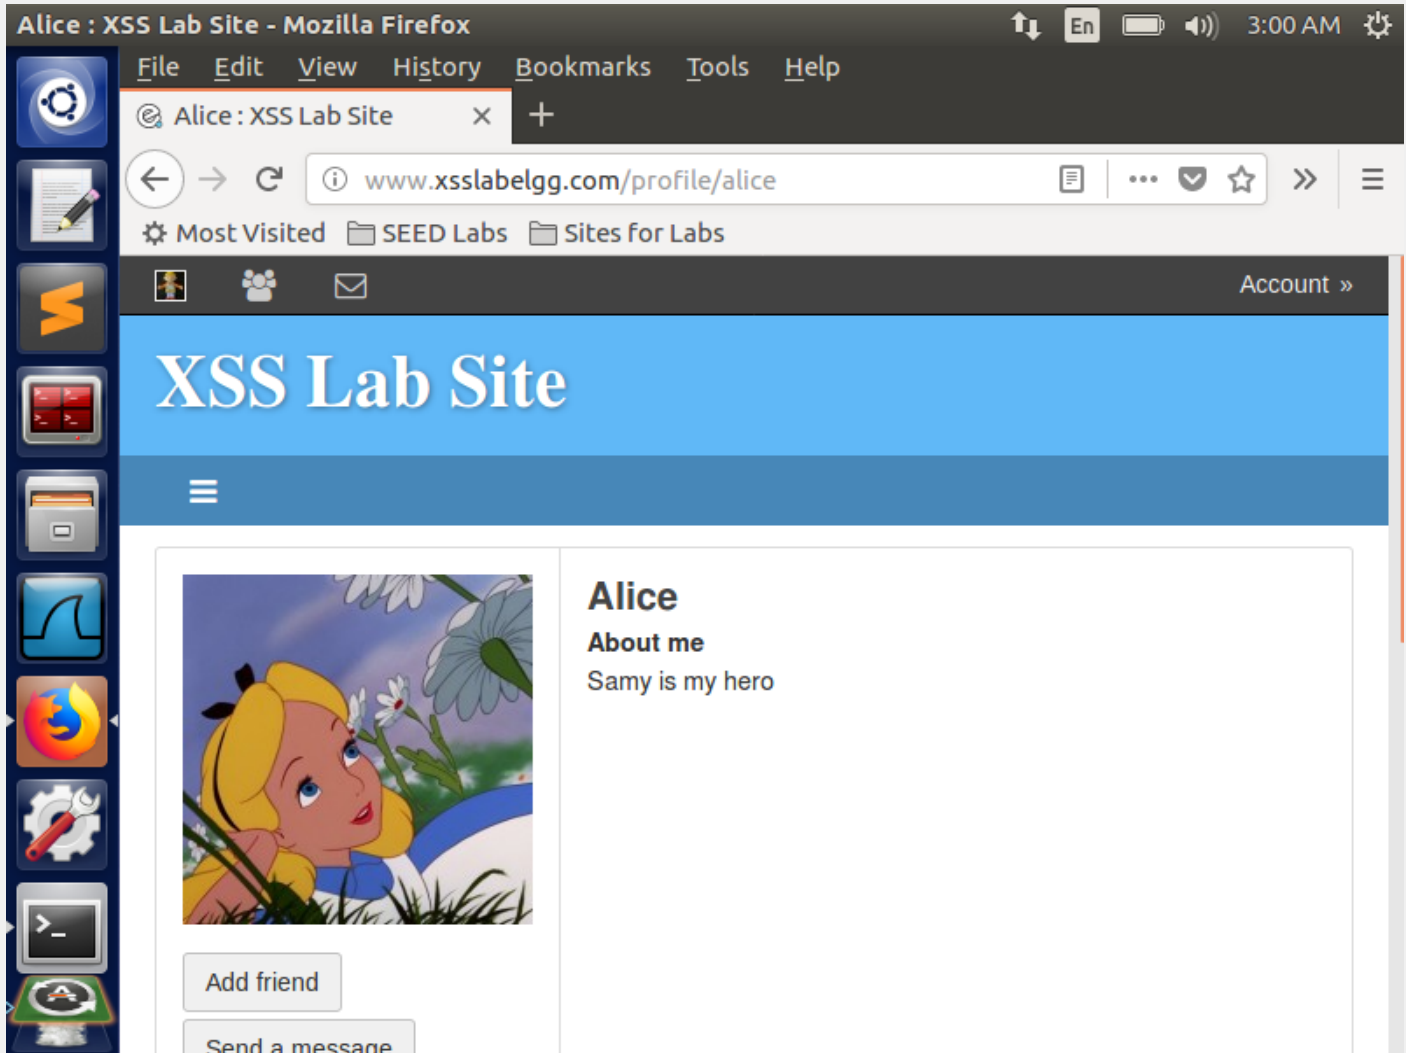 Alice : XSS Lab Site - Mozilla Firefox
En
3:00 AM
File Edit View History Bookmarks Tools Help
Alice : XSS Lab Site
www.xsslabelgg.com/profile/alice
Most Visited SEED Labs Sites for Labs
Account »
XSS Lab Site
Alice
About me
Samy is my hero
Add friend
Send a message